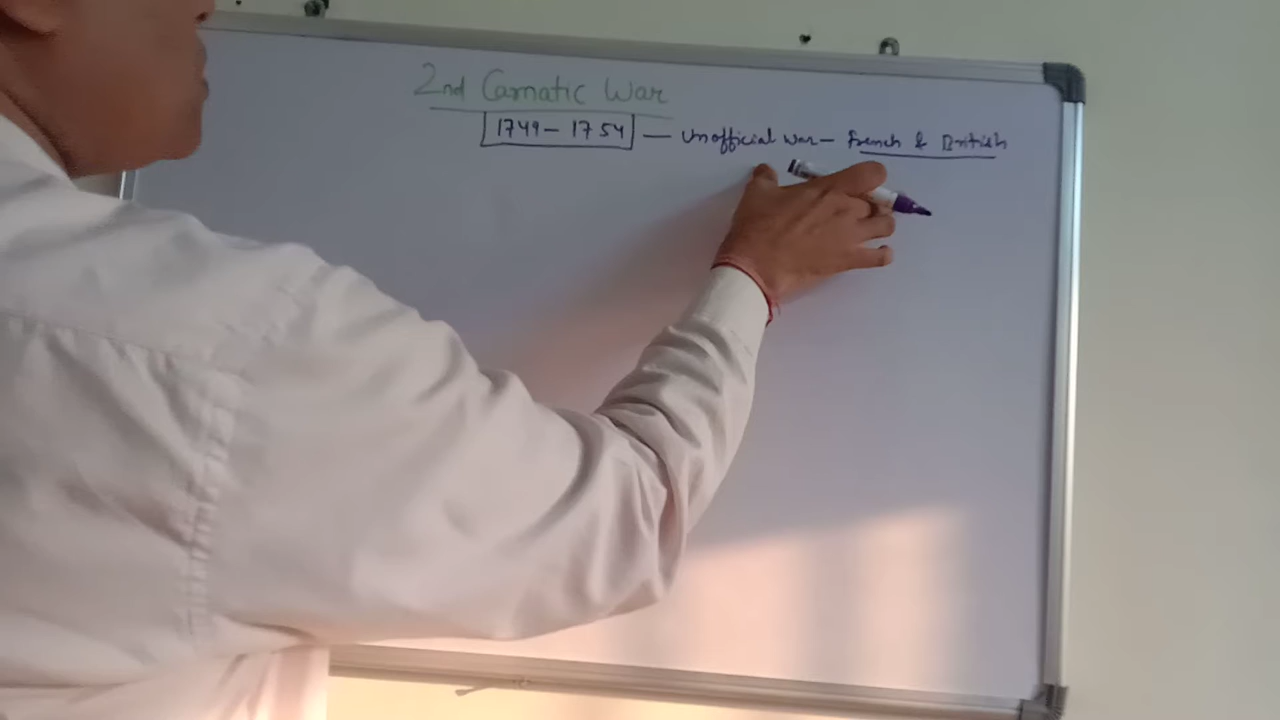 2nd Carnatic War
1749 - 1754 — Unofficial War - French & British